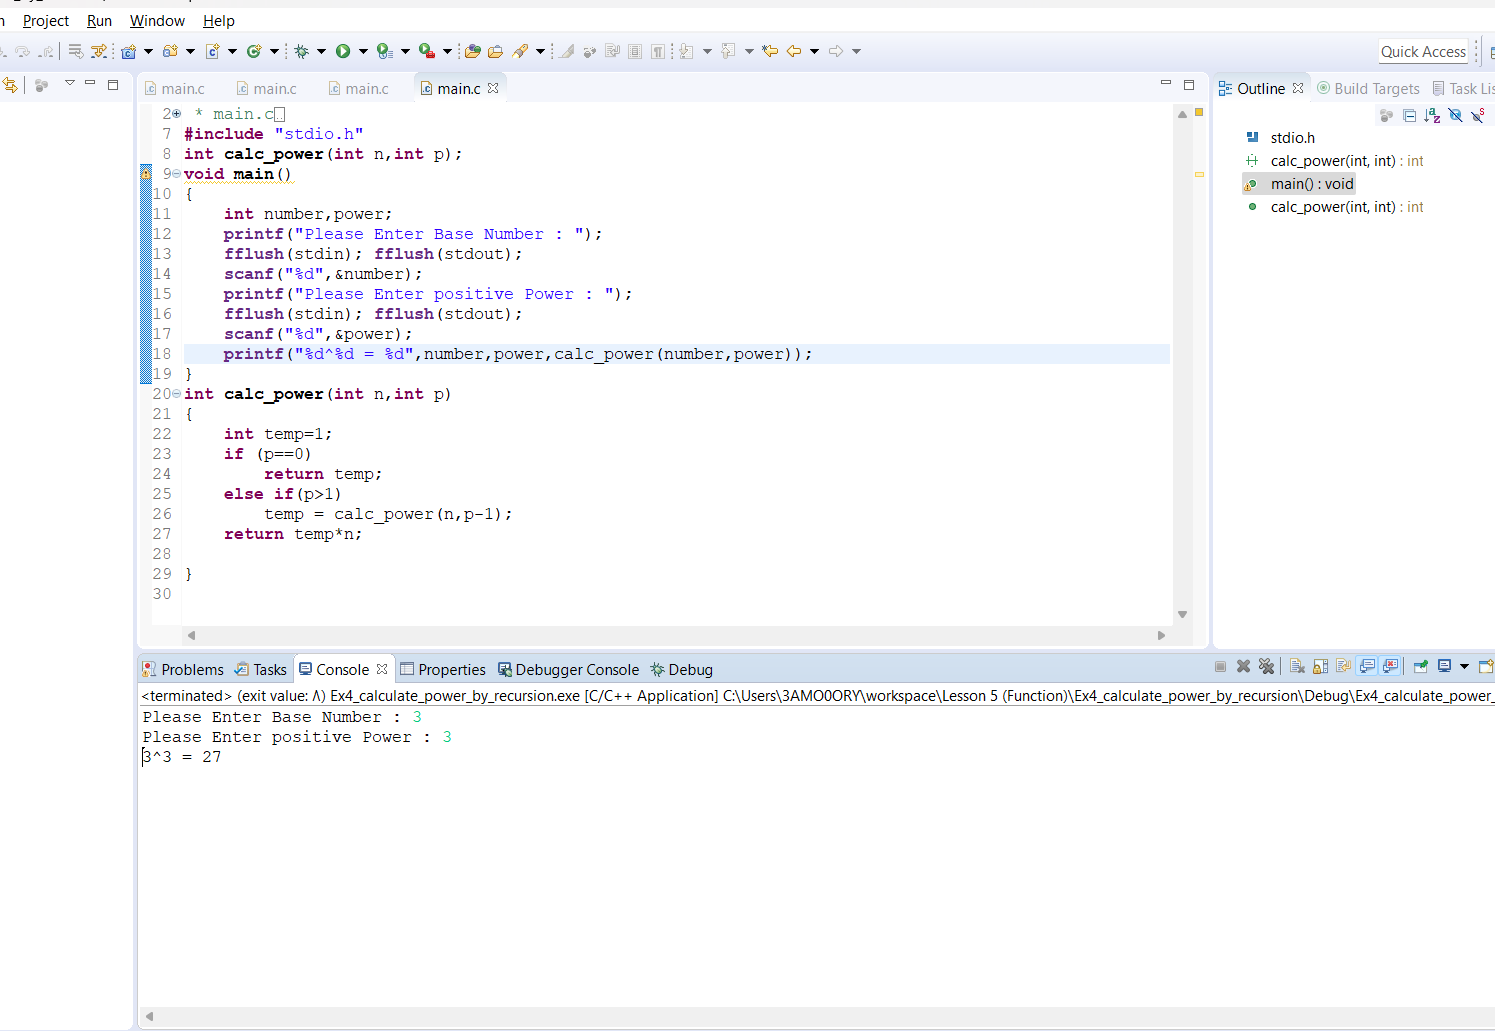 Project Run Window Help
Quick Access
main.c main.c main.c main.c
Outline Build Targets Task Lis
2 * main.c
7 #include "stdio.h"
8 int calc_power(int n,int p);
9 void main()
10 {
11 int number,power;
12 printf("Please Enter Base Number : ");
13 fflush(stdin); fflush(stdout);
14 scanf("%d",&number);
15 printf("Please Enter positive Power : ");
16 fflush(stdin); fflush(stdout);
17 scanf("%d",&power);
18 printf("%d^%d = %d",number,power,calc_power(number,power));
19 }
20 int calc_power(int n,int p)
21 {
22 int temp=1;
23 if (p==0)
24 return temp;
25 else if(p>1)
26 temp = calc_power(n,p-1);
27 return temp*n;
28
29 }
30
stdio.h
calc_power(int, int) : int
main() : void
calc_power(int, int) : int
Problems Tasks Console Properties Debugger Console Debug
<terminated> (exit value: ٨) Ex4_calculate_power_by_recursion.exe [C/C++ Application] C:\Users\3AMO0ORY\workspace\Lesson 5 (Function)\Ex4_calculate_power_by_recursion\Debug\Ex4_calculate_power_
Please Enter Base Number : 3
Please Enter positive Power : 3
3^3 = 27